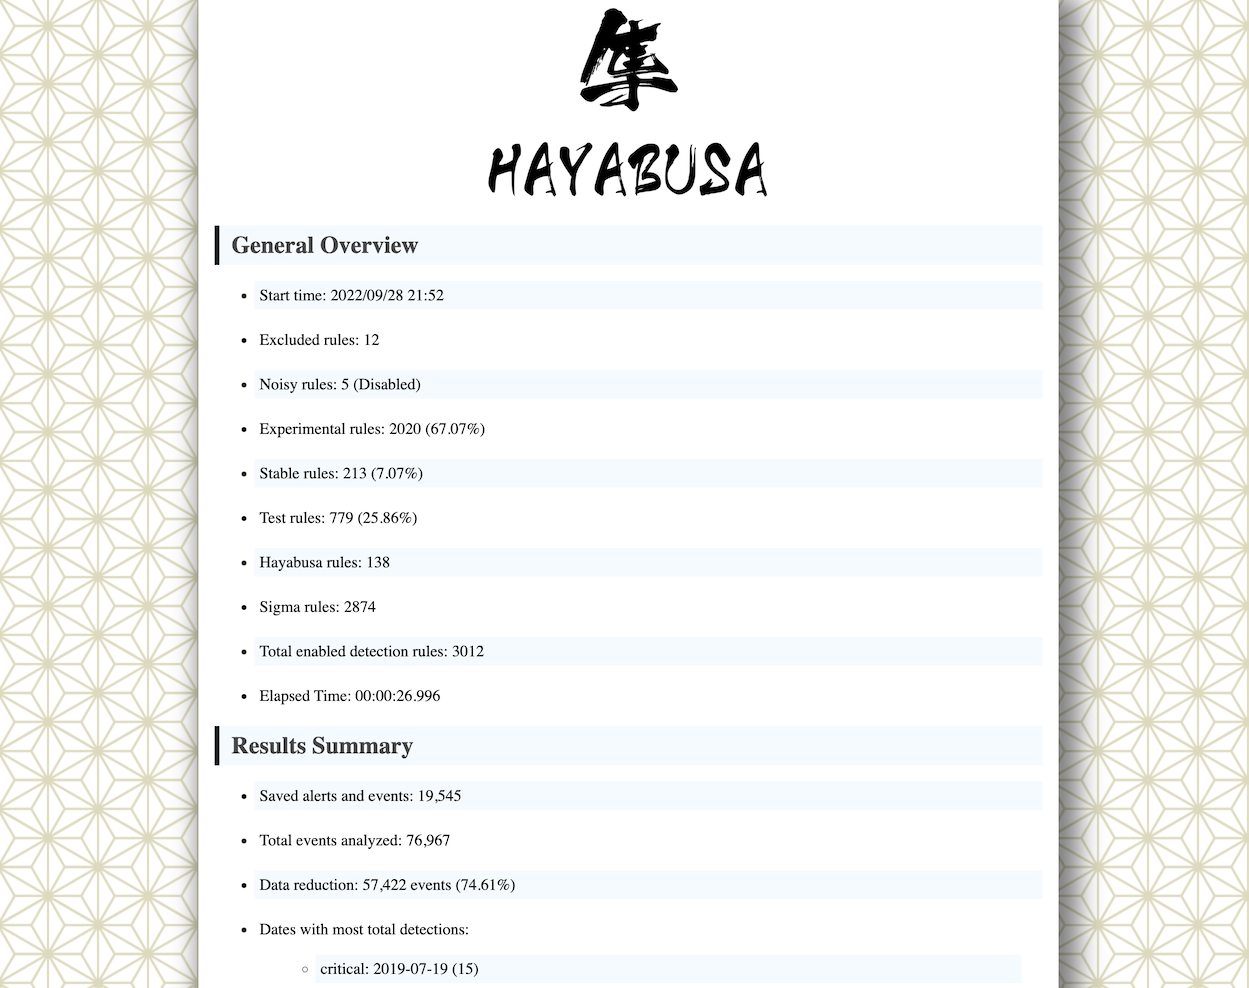 隼
HAYABUSA
General Overview
Start time: 2022/09/28 21:52
Excluded rules: 12
Noisy rules: 5 (Disabled)
Experimental rules: 2020 (67.07%)
Stable rules: 213 (7.07%)
Test rules: 779 (25.86%)
Hayabusa rules: 138
Sigma rules: 2874
Total enabled detection rules: 3012
Elapsed Time: 00:00:26.996
Results Summary
Saved alerts and events: 19,545
Total events analyzed: 76,967
Data reduction: 57,422 events (74.61%)
Dates with most total detections:
critical: 2019-07-19 (15)